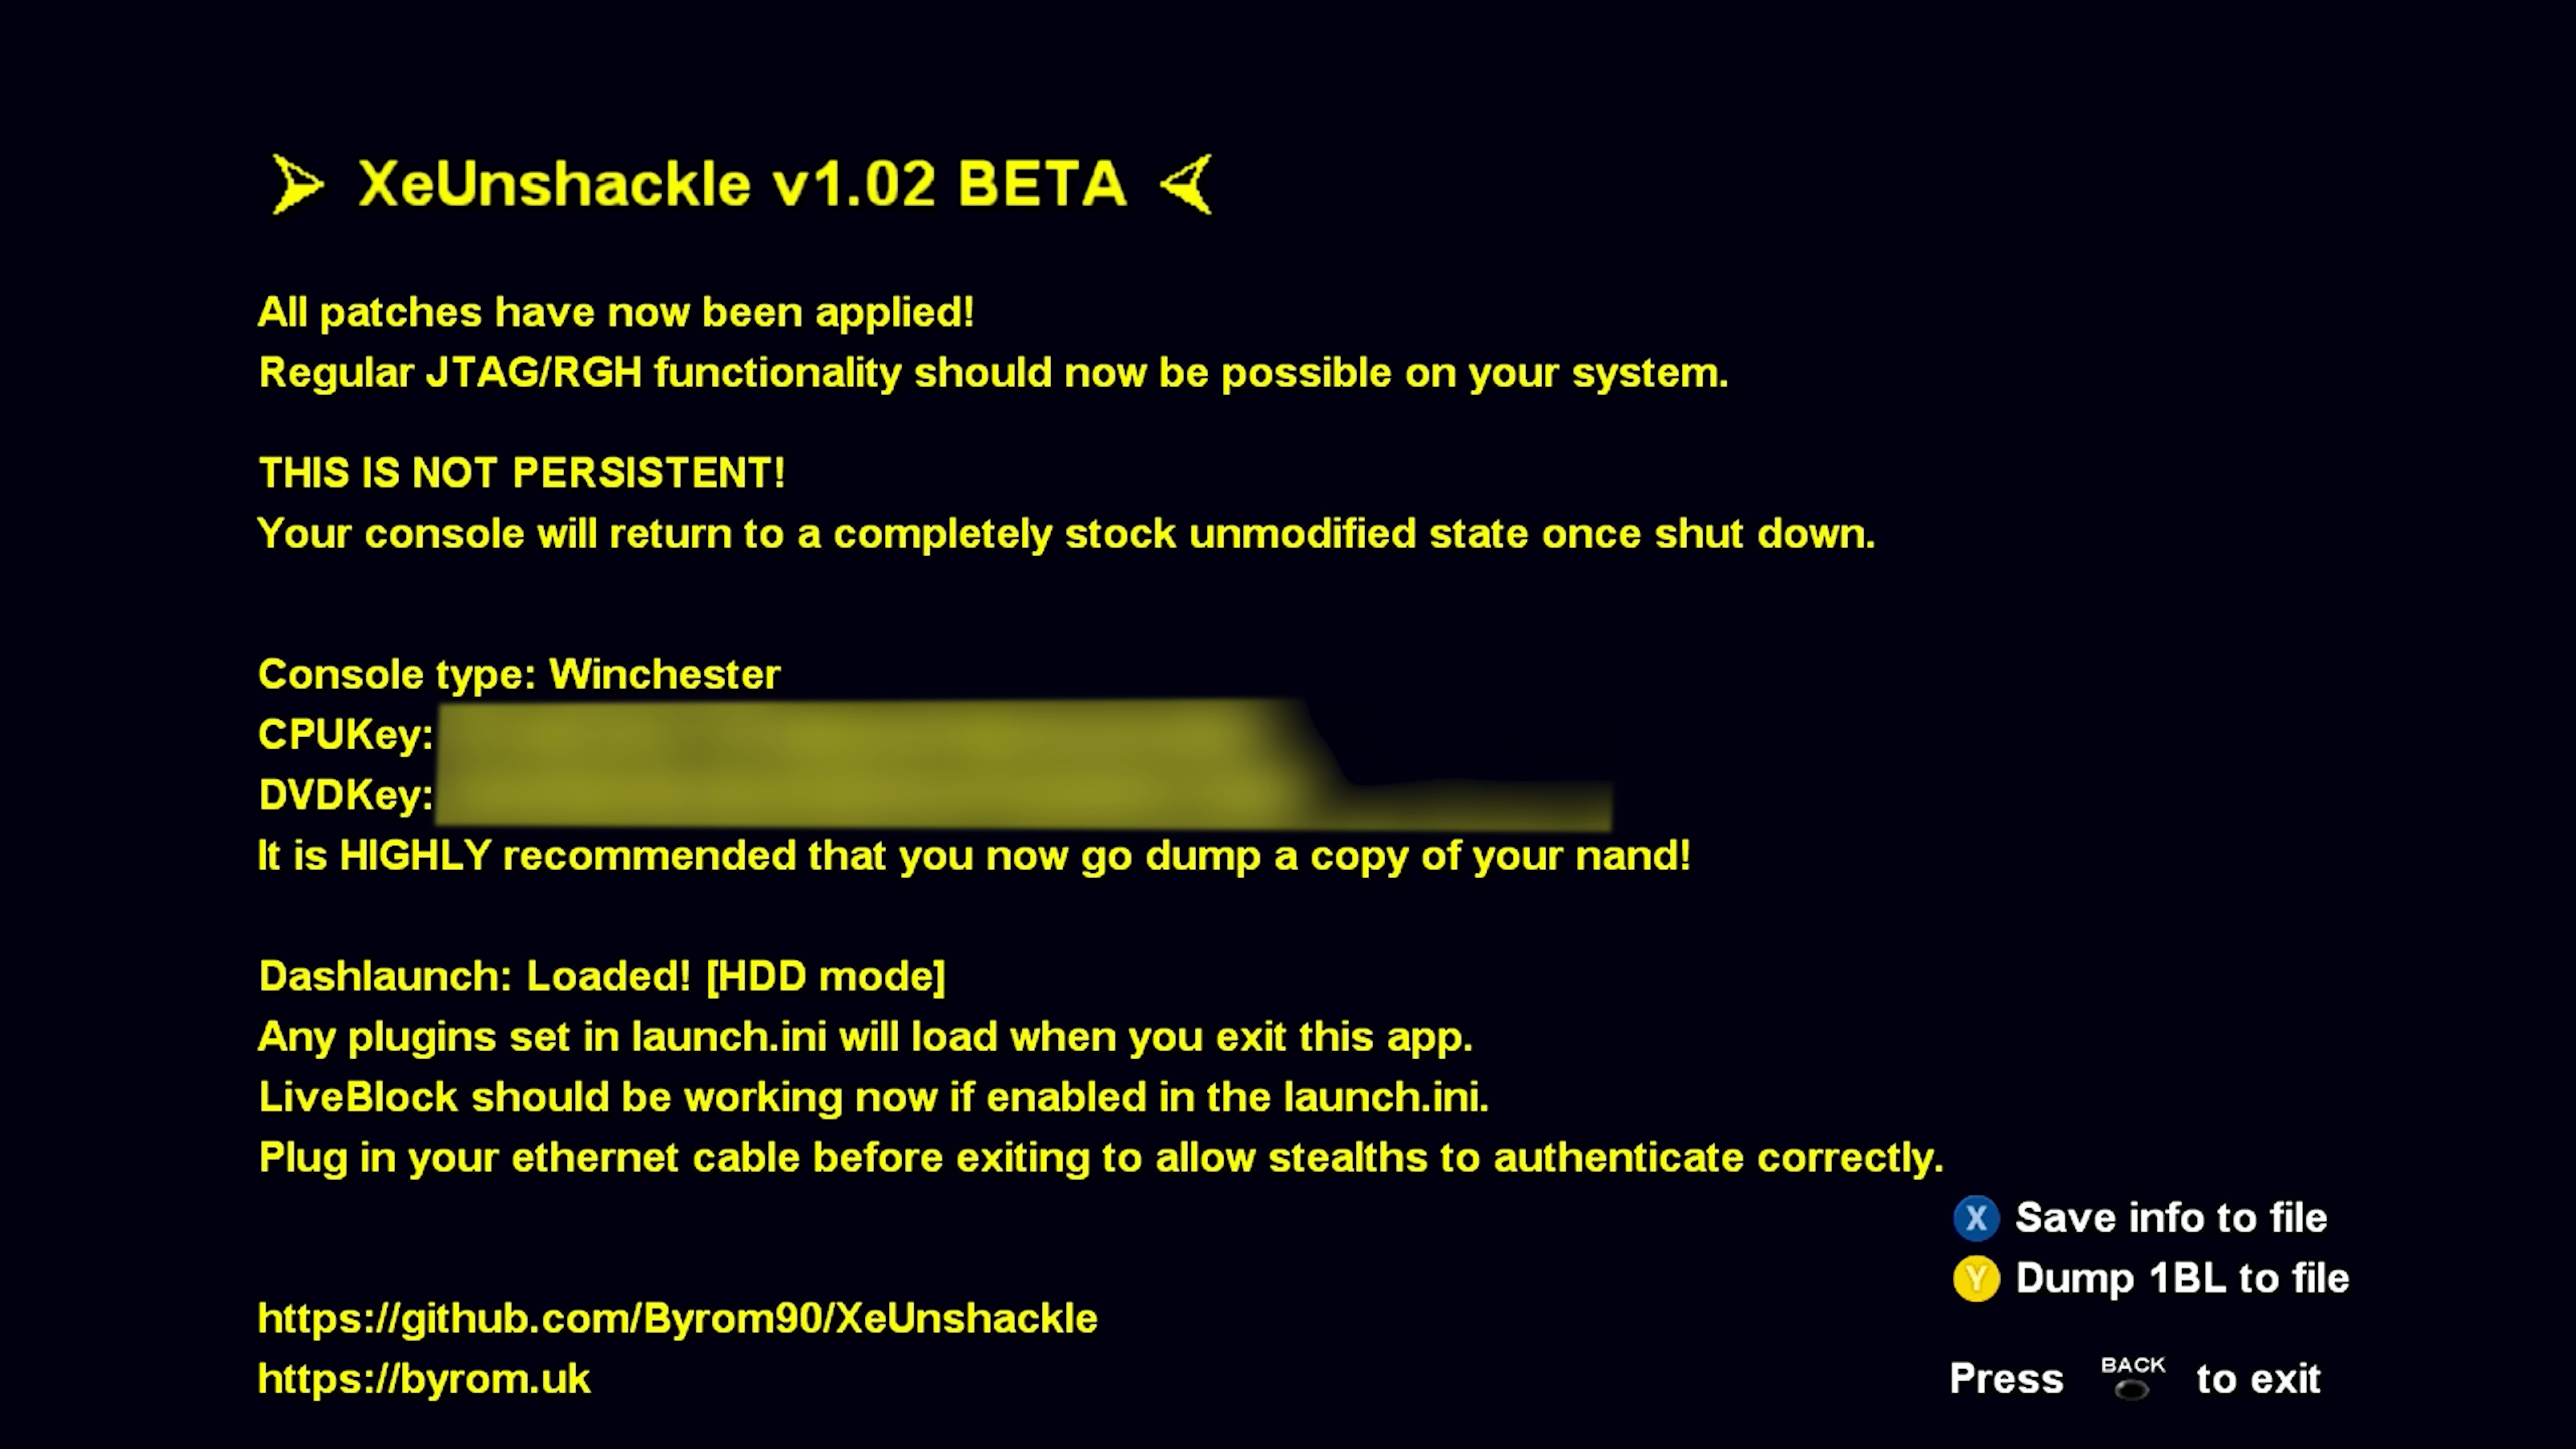 ➢ XeUnshackle v1.02 BETA ⮘
All patches have now been applied!
Regular JTAG/RGH functionality should now be possible on your system.
THIS IS NOT PERSISTENT!
Your console will return to a completely stock unmodified state once shut down.
Console type: Winchester
CPUKey:
DVDKey:
It is HIGHLY recommended that you now go dump a copy of your nand!
Dashlaunch: Loaded! [HDD mode]
Any plugins set in launch.ini will load when you exit this app.
LiveBlock should be working now if enabled in the launch.ini.
Plug in your ethernet cable before exiting to allow stealths to authenticate correctly.
X Save info to file
Y Dump 1BL to file
https://github.com/Byrom90/XeUnshackle
https://byrom.uk
Press BACK to exit